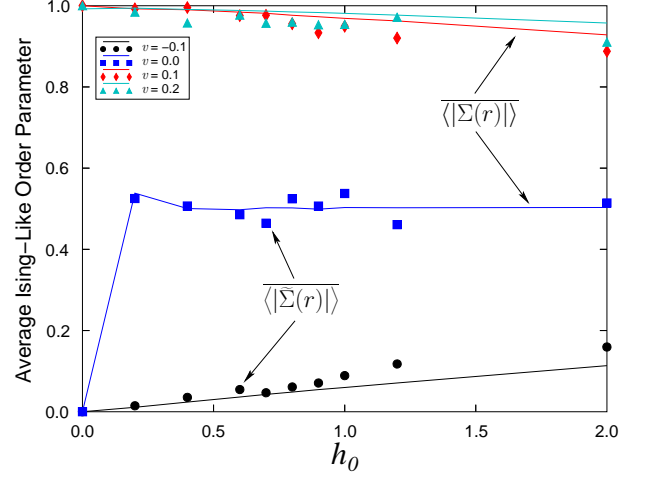 1.0
0.8
0.6
0.4
0.2
0.0
Average Ising-Like Order Parameter
v = -0.1
v = 0.0
v = 0.1
v = 0.2
⟨|Σ(r)|⟩
⟨|Σ̃(r)|⟩
0.0 0.5 1.0 1.5 2.0
h₀